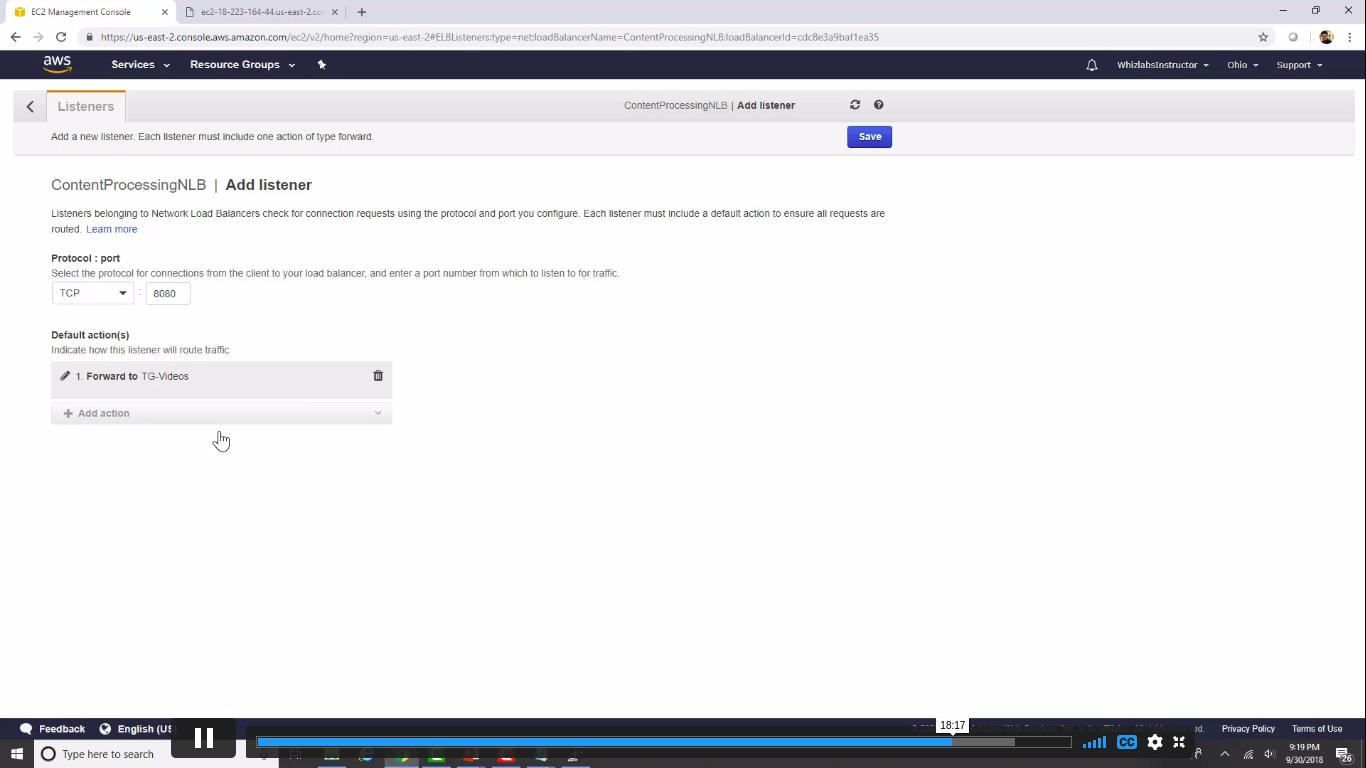 EC2 Management Console
ec2-18-223-164-44.us-east-2.co
https://us-east-2.console.aws.amazon.com/ec2/v2/home?region=us-east-2#ELBListeners:type=net:loadBalancerName=ContentProcessingNLB:loadBalancerId=cdc8e3a9baf1ea35
aws Services Resource Groups WhizlabsInstructor Ohio Support
Listeners ContentProcessingNLB | Add listener
Add a new listener. Each listener must include one action of type forward. Save
ContentProcessingNLB | Add listener
Listeners belonging to Network Load Balancers check for connection requests using the protocol and port you configure. Each listener must include a default action to ensure all requests are
routed. Learn more
Protocol : port
Select the protocol for connections from the client to your load balancer, and enter a port number from which to listen to for traffic.
TCP : 8080
Default action(s)
Indicate how this listener will route traffic
1. Forward to TG-Videos
Add action
18:17
Feedback English (US Privacy Policy Terms of Use
Type here to search CC
9:19 PM
9/30/2018
26